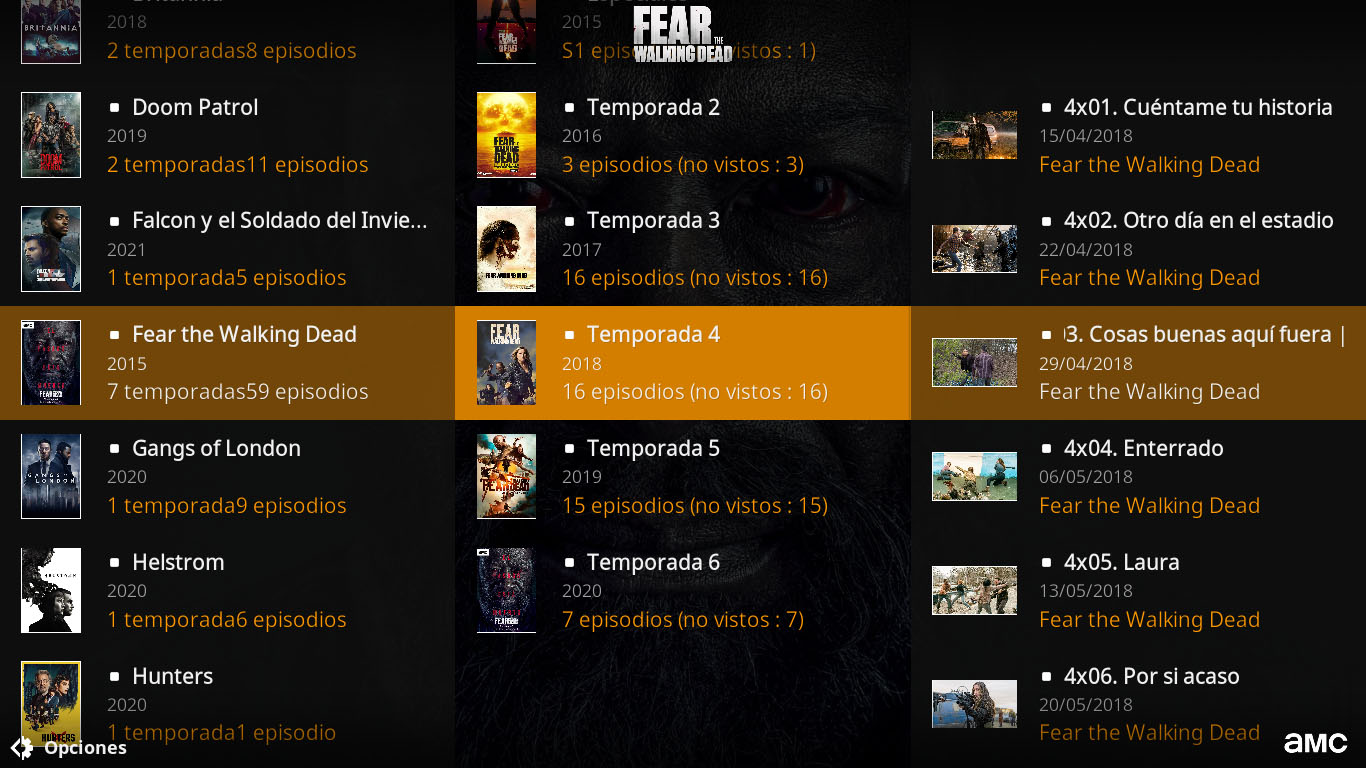 2018
2 temporadas8 episodios
Doom Patrol
2019
2 temporadas11 episodios
Falcon y el Soldado del Invie...
2021
1 temporada5 episodios
Fear the Walking Dead
2015
7 temporadas59 episodios
Gangs of London
2020
1 temporada9 episodios
Helstrom
2020
1 temporada6 episodios
Hunters
2020
1 temporada1 episodio
Opciones
FEAR THE
WALKING DEAD
2015
Temporada 2
2016
3 episodios (no vistos : 3)
Temporada 3
2017
16 episodios (no vistos : 16)
Temporada 4
2018
16 episodios (no vistos : 16)
Temporada 5
2019
15 episodios (no vistos : 15)
Temporada 6
2020
7 episodios (no vistos : 7)
4x01. Cuéntame tu historia
15/04/2018
Fear the Walking Dead
4x02. Otro día en el estadio
22/04/2018
Fear the Walking Dead
3. Cosas buenas aquí fuera |
29/04/2018
Fear the Walking Dead
4x04. Enterrado
06/05/2018
Fear the Walking Dead
4x05. Laura
13/05/2018
Fear the Walking Dead
4x06. Por si acaso
20/05/2018
Fear the Walking Dead
amc